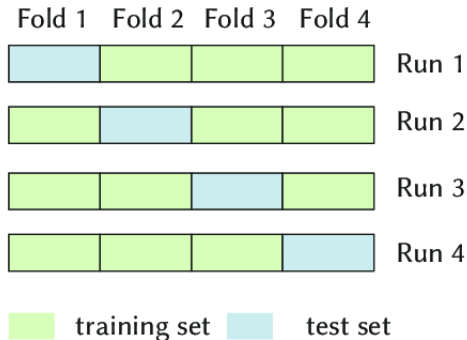 Fold 1 Fold 2 Fold 3 Fold 4
Run 1
Run 2
Run 3
Run 4
training set test set